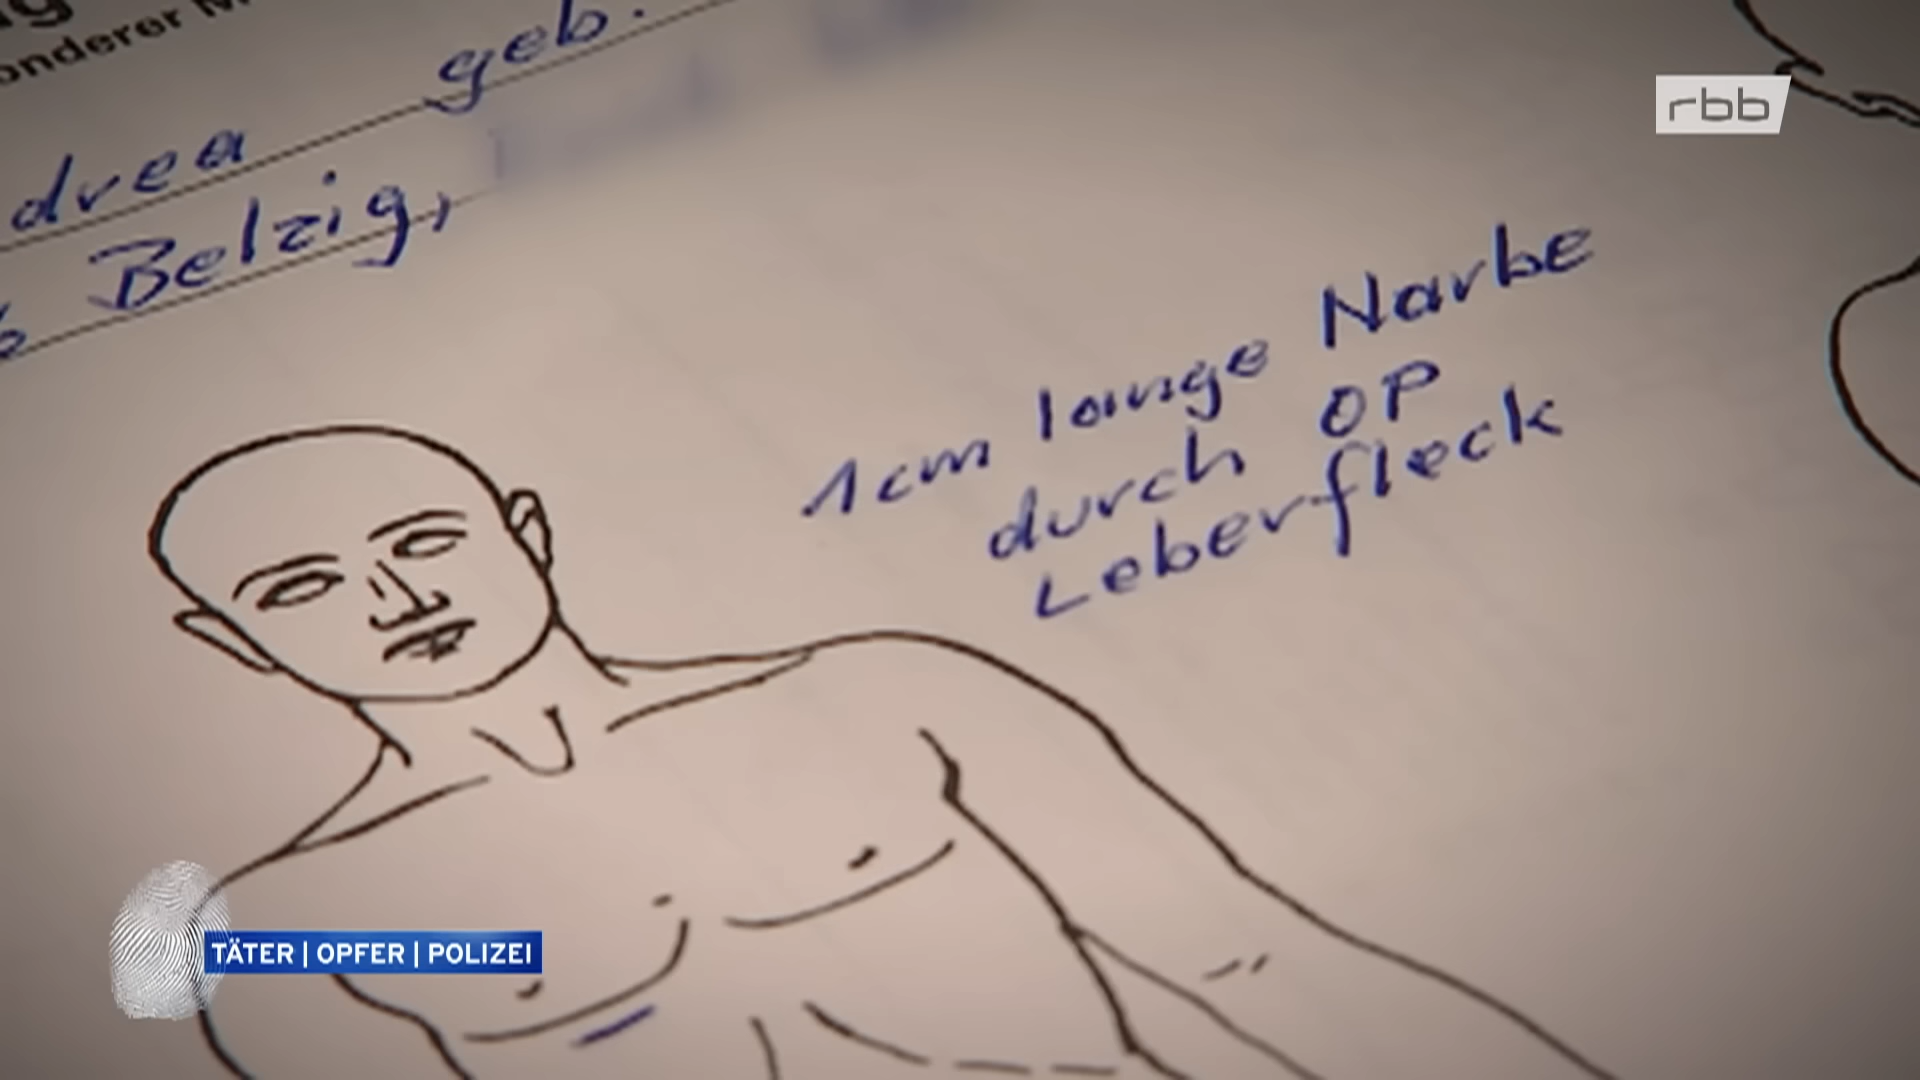 geb.
drea
Belzig,
rbb
1cm lange Narbe
durch OP
Leberfleck
TÄTER | OPFER | POLIZEI